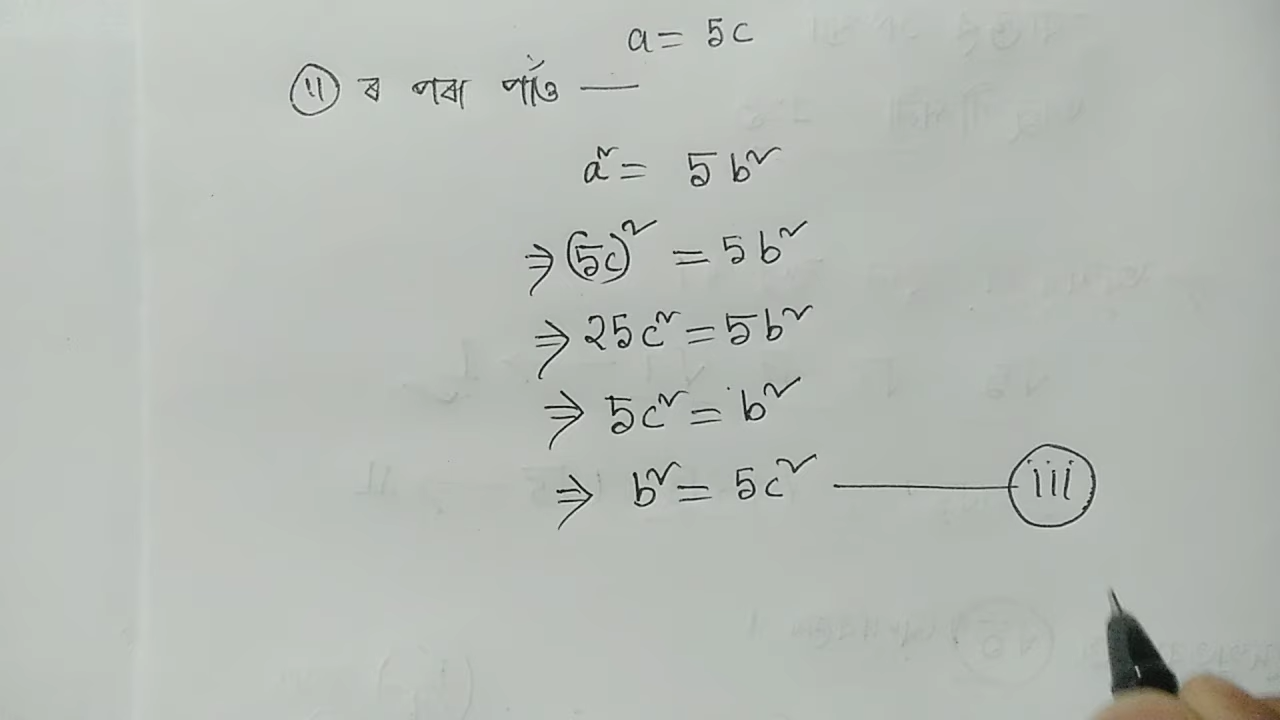 a = 5c
(ii) ৰ পৰা পাওঁ —
a² = 5b²
⇒ (5c)² = 5b²
⇒ 25c² = 5b²
⇒ 5c² = b²
⇒ b² = 5c² — (iii)